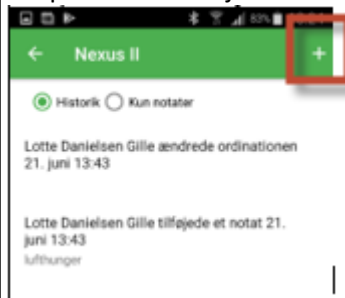 83%
← Nexus II +
Historik Kun notater
Lotte Danielsen Gille ændrede ordinationen
21. juni 13:43
Lotte Danielsen Gille tilføjede et notat 21.
juni 13:43
lufthunger